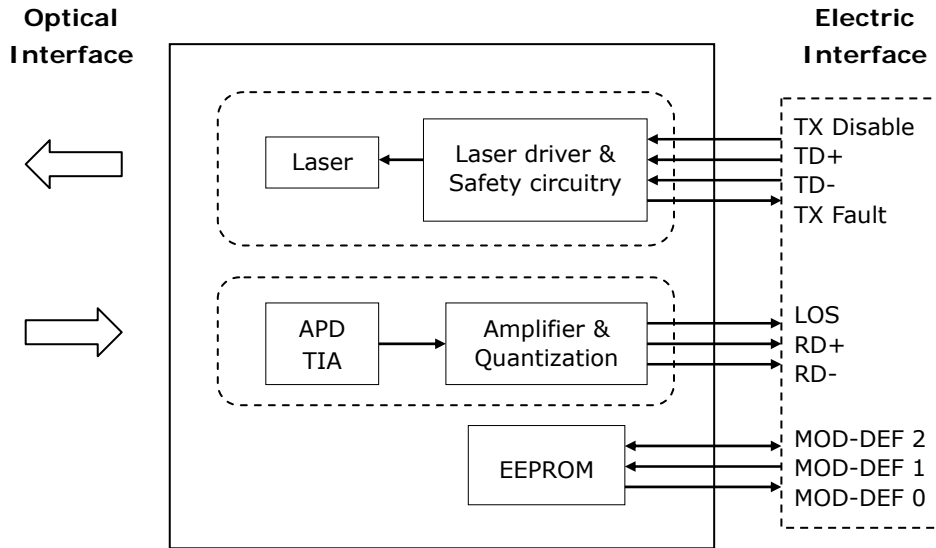 Optical
Interface
Electric
Interface
Laser
Laser driver &
Safety circuitry
TX Disable
TD+
TD-
TX Fault
APD
TIA
Amplifier &
Quantization
LOS
RD+
RD-
EEPROM
MOD-DEF 2
MOD-DEF 1
MOD-DEF 0